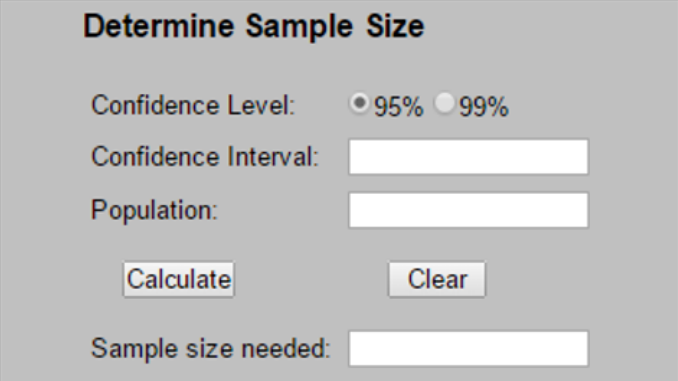 Determine Sample Size
Confidence Level: 95% 99%
Confidence Interval:
Population:
Calculate Clear
Sample size needed: